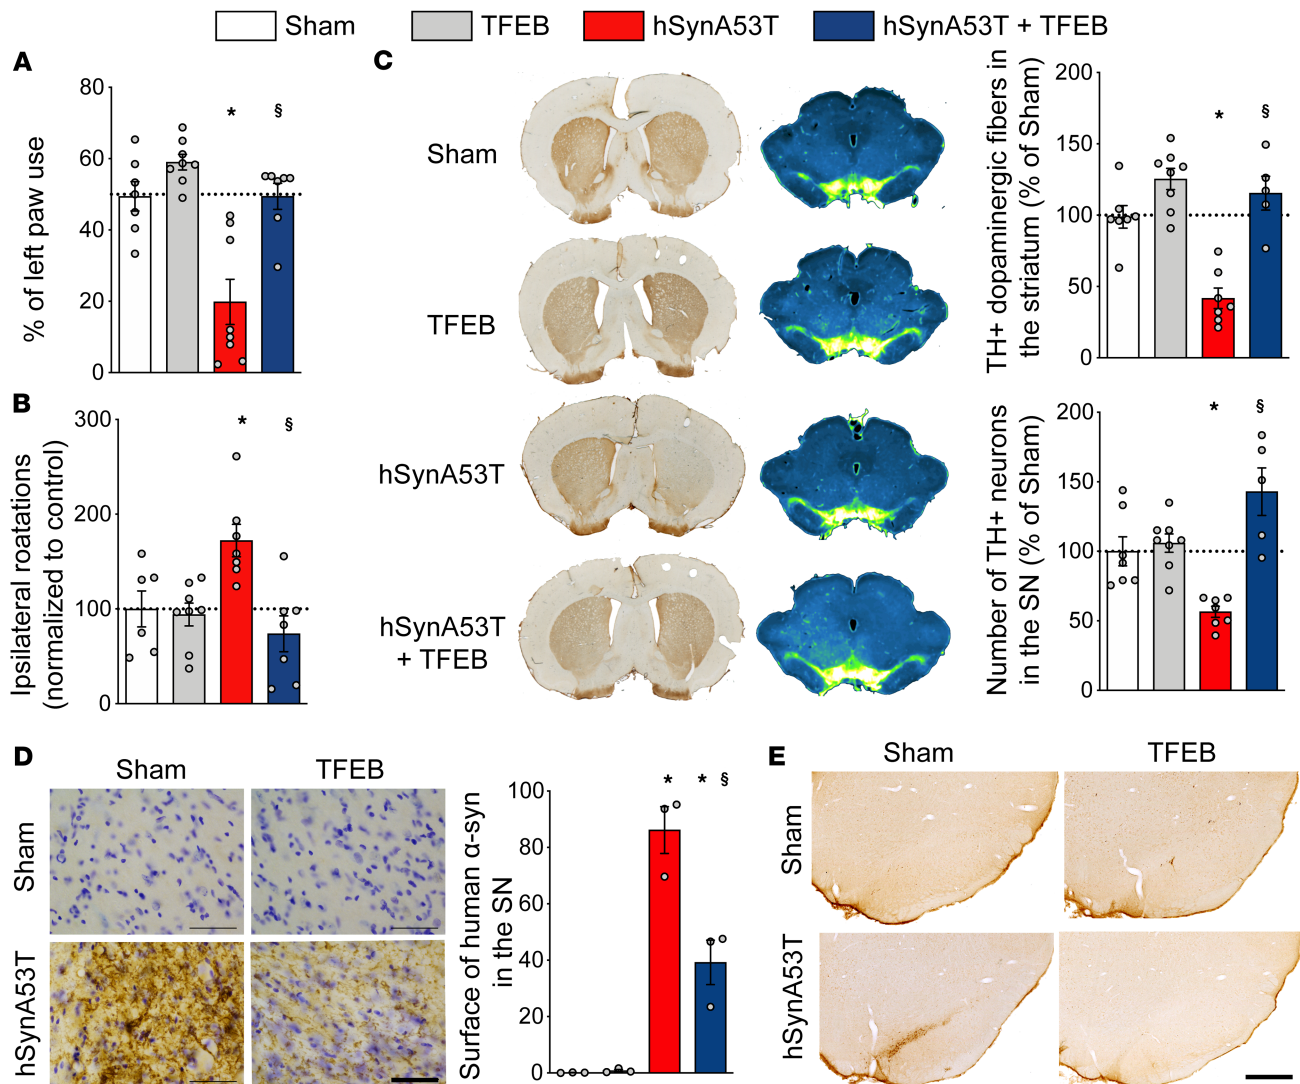 Sham
TFEB
hSynA53T
hSynA53T + TFEB
A
% of left paw use
80
60
40
20
0
*
§
B
Ipsilateral roatations
(normalized to control)
300
200
100
0
*
§
C
Sham
TFEB
hSynA53T
hSynA53T
+ TFEB
TH+ dopaminergic fibers in
the striatum (% of Sham)
200
150
100
50
0
*
§
Number of TH+ neurons
in the SN (% of Sham)
200
150
100
50
0
*
§
D
Sham
TFEB
Sham
hSynA53T
Surface of human α-syn
in the SN
100
80
60
40
20
0
*
* §
E
Sham
TFEB
Sham
hSynA53T